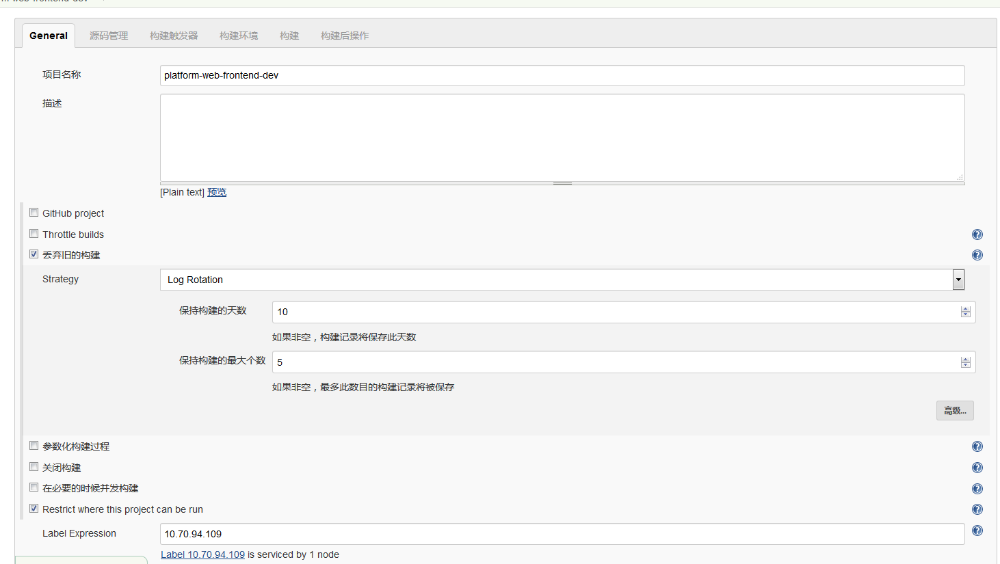 General 源码管理 构建触发器 构建环境 构建 构建后操作
项目名称 platform-web-frontend-dev
描述
[Plain text] 预览
GitHub project
Throttle builds
丢弃旧的构建
Strategy Log Rotation
保持构建的天数 10
如果非空，构建记录将保存此天数
保持构建的最大个数 5
如果非空，最多此数目的构建记录将被保存
高级...
参数化构建过程
关闭构建
在必要的时候并发构建
Restrict where this project can be run
Label Expression 10.70.94.109
Label 10.70.94.109 is serviced by 1 node